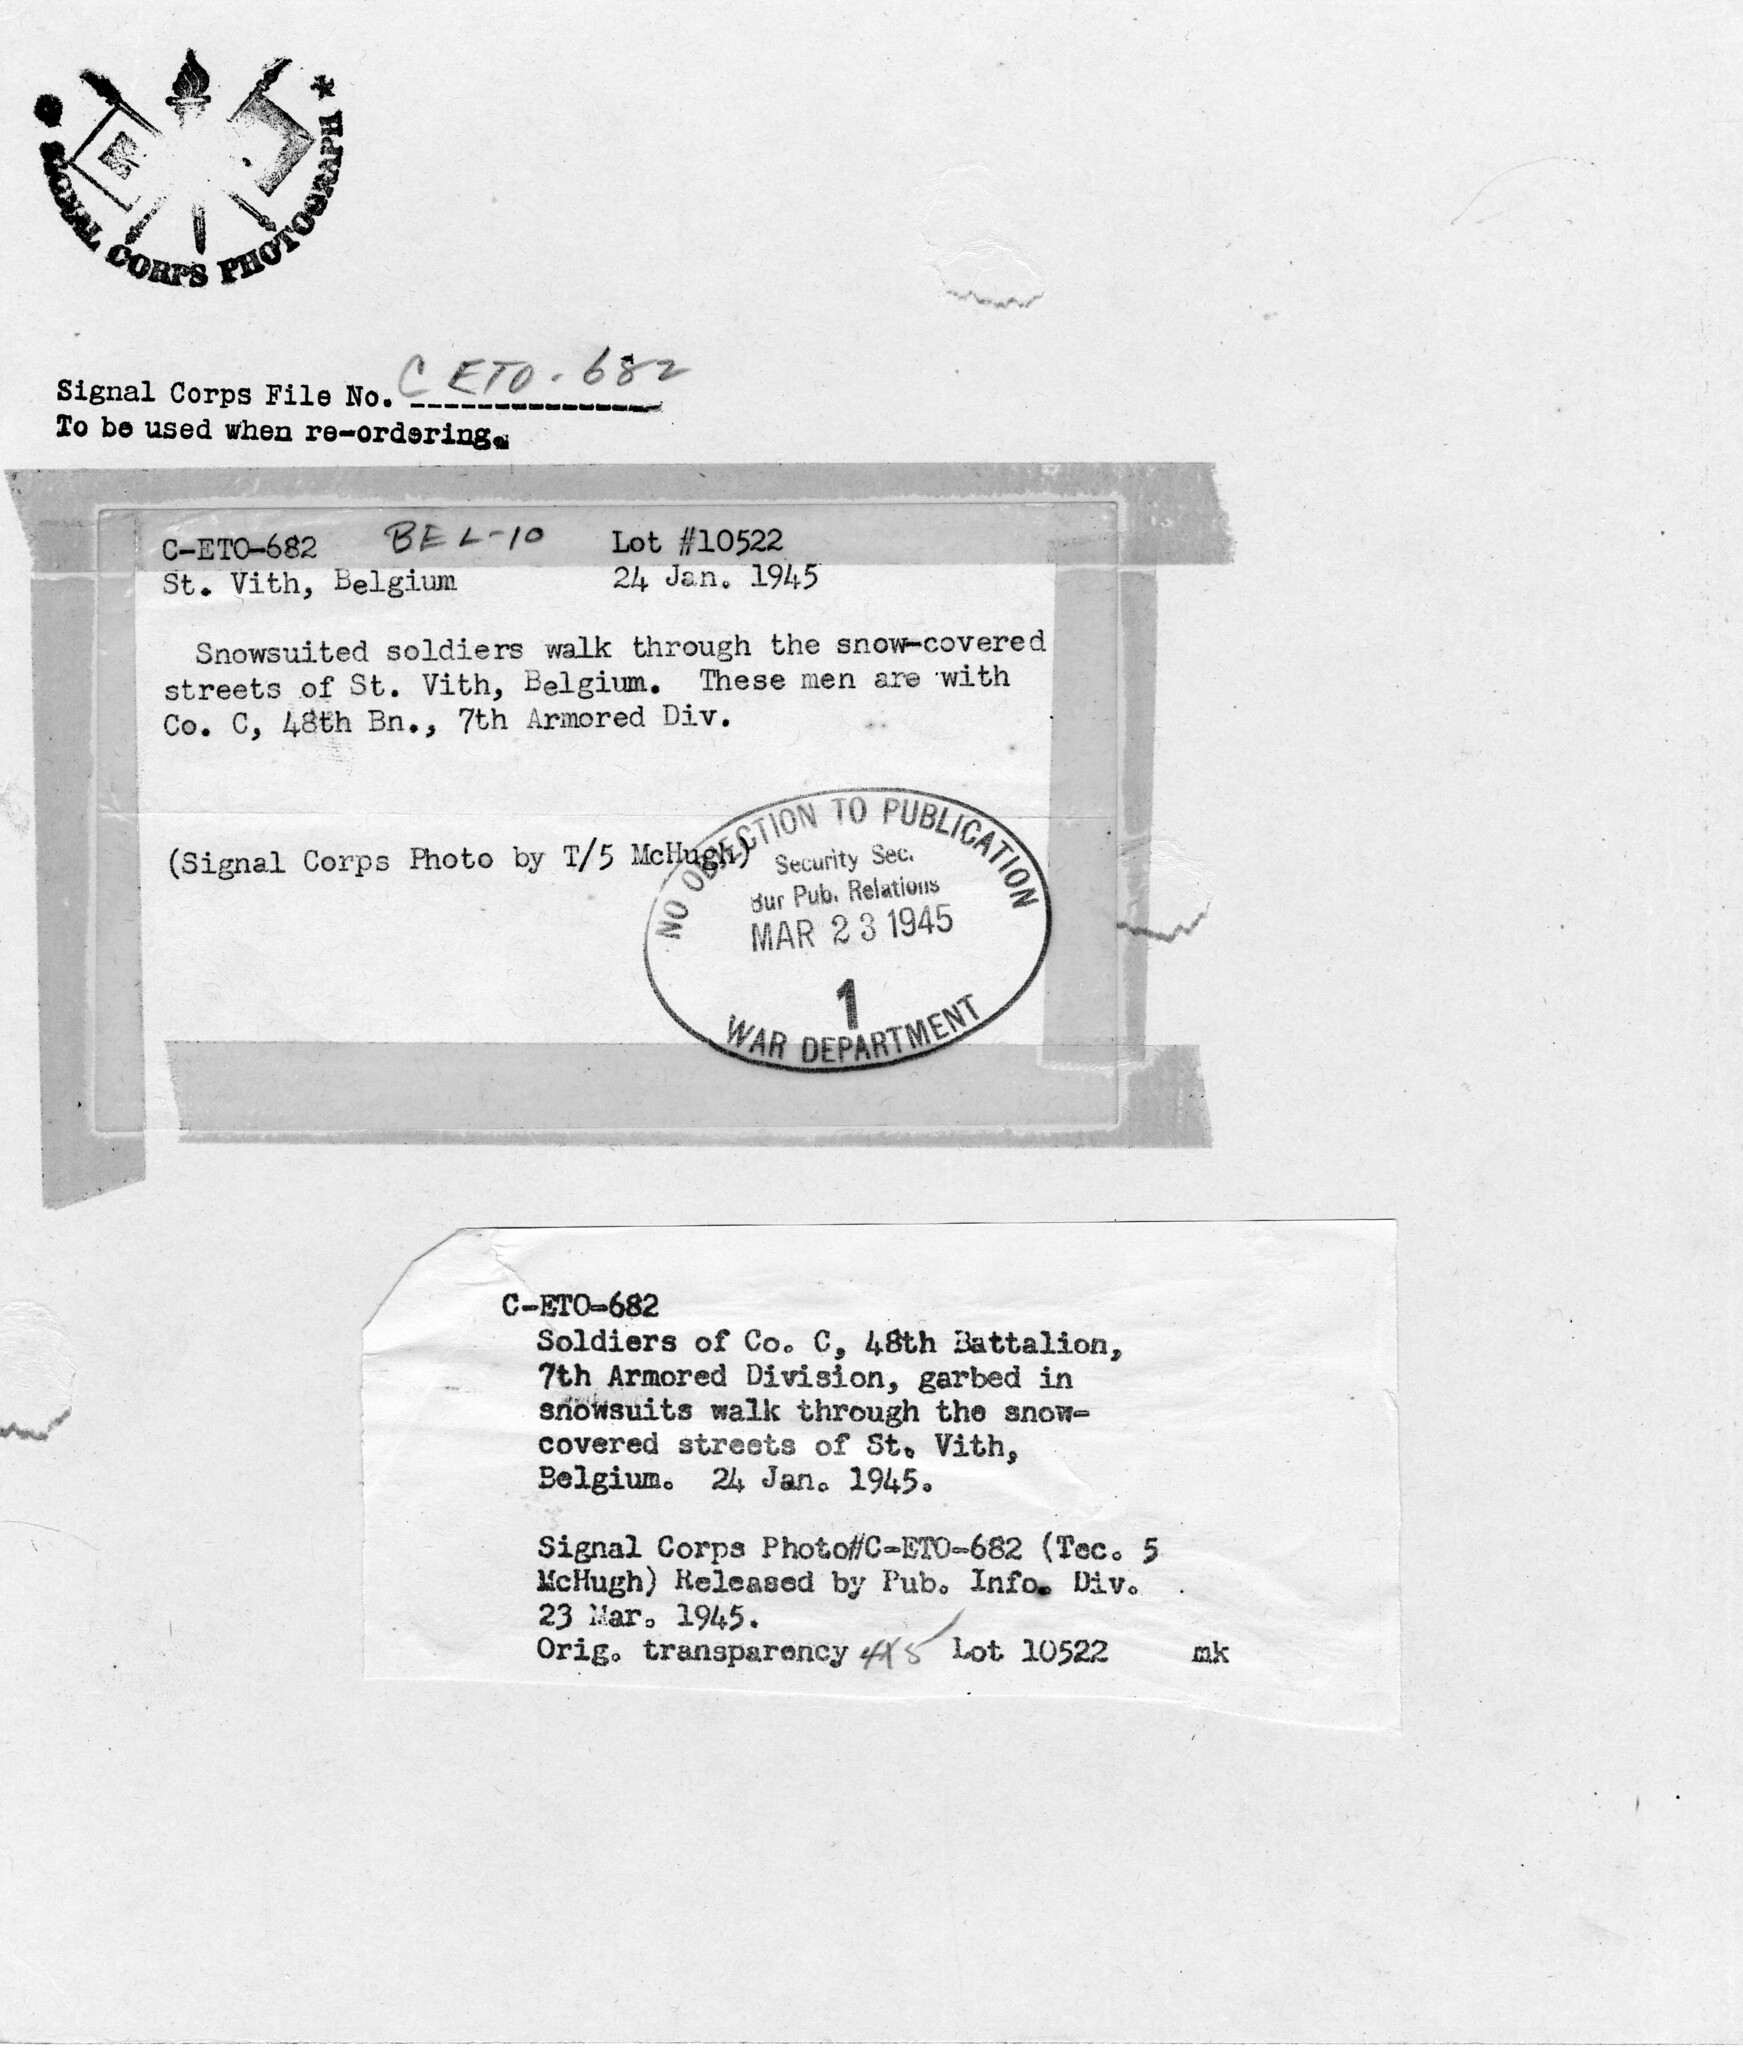 SIGNAL CORPS PHOTOGRAPH *
Signal Corps File No. C ETO-682
To be used when re-ordering.
C-ETO-682 BEL-10 Lot #10522
St. Vith, Belgium 24 Jan. 1945
Snowsuited soldiers walk through the snow-covered
streets of St. Vith, Belgium. These men are with
Co. C, 48th Bn., 7th Armored Div.
(Signal Corps Photo by T/5 McHugh)
NO OBJECTION TO PUBLICATION
Security Sec.
Bur Pub. Relations
MAR 23 1945
1
WAR DEPARTMENT
C-ETO-682
Soldiers of Co. C, 48th Battalion,
7th Armored Division, garbed in
snowsuits walk through the snow-
covered streets of St. Vith,
Belgium. 24 Jan. 1945.
Signal Corps Photo#C-ETO-682 (Tec. 5
McHugh) Released by Pub. Info. Div.
23 Mar. 1945.
Orig. transparency 4X5 Lot 10522 mk